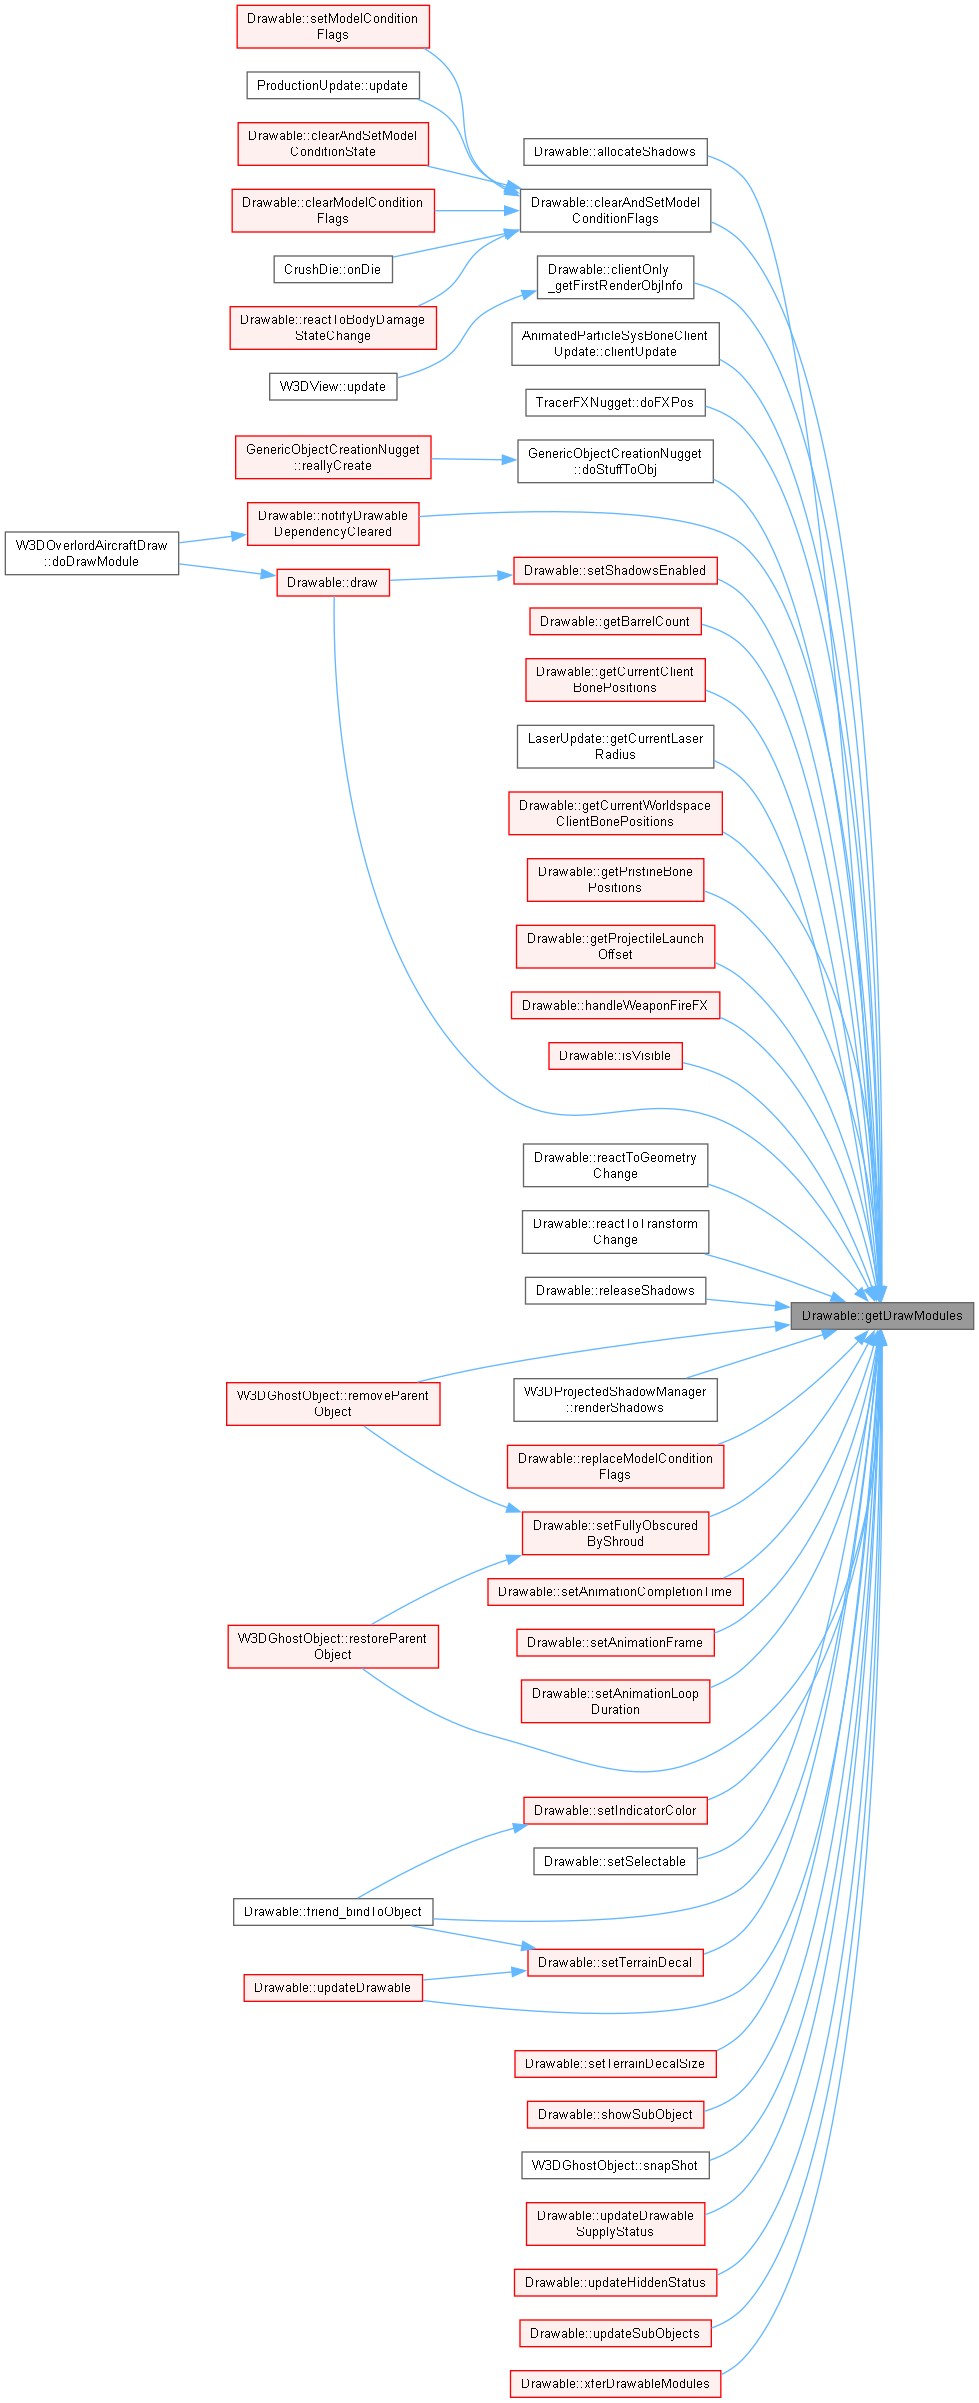 Drawable::setModelCondition
Flags
ProductionUpdate::update
Drawable::clearAndSetModel
ConditionState
Drawable::allocateShadows
Drawable::clearModelCondition
Flags
Drawable::clearAndSetModel
ConditionFlags
CrushDie::onDie
Drawable::clientOnly
_getFirstRenderObjInfo
Drawable::reactToBodyDamage
StateChange
AnimatedParticleSysBoneClient
Update::clientUpdate
W3DView::update
TracerFXNugget::doFXPos
GenericObjectCreationNugget
::reallyCreate
GenericObjectCreationNugget
::doStuffToObj
Drawable::notifyDrawable
DependencyCleared
W3DOverlordAircraftDraw
::doDrawModule
Drawable::draw
Drawable::setShadowsEnabled
Drawable::getBarrelCount
Drawable::getCurrentClient
BonePositions
LaserUpdate::getCurrentLaser
Radius
Drawable::getCurrentWorldspace
ClientBonePositions
Drawable::getPristineBone
Positions
Drawable::getProjectileLaunch
Offset
Drawable::handleWeaponFireFX
Drawable::isVisible
Drawable::reactToGeometry
Change
Drawable::reactToTransform
Change
Drawable::releaseShadows
Drawable::getDrawModules
W3DGhostObject::removeParent
Object
W3DProjectedShadowManager
::renderShadows
Drawable::replaceModelCondition
Flags
Drawable::setFullyObscured
ByShroud
Drawable::setAnimationCompletionTime
W3DGhostObject::restoreParent
Object
Drawable::setAnimationFrame
Drawable::setAnimationLoop
Duration
Drawable::setIndicatorColor
Drawable::setSelectable
Drawable::friend_bindToObject
Drawable::setTerrainDecal
Drawable::updateDrawable
Drawable::setTerrainDecalSize
Drawable::showSubObject
W3DGhostObject::snapShot
Drawable::updateDrawable
SupplyStatus
Drawable::updateHiddenStatus
Drawable::updateSubObjects
Drawable::xferDrawableModules